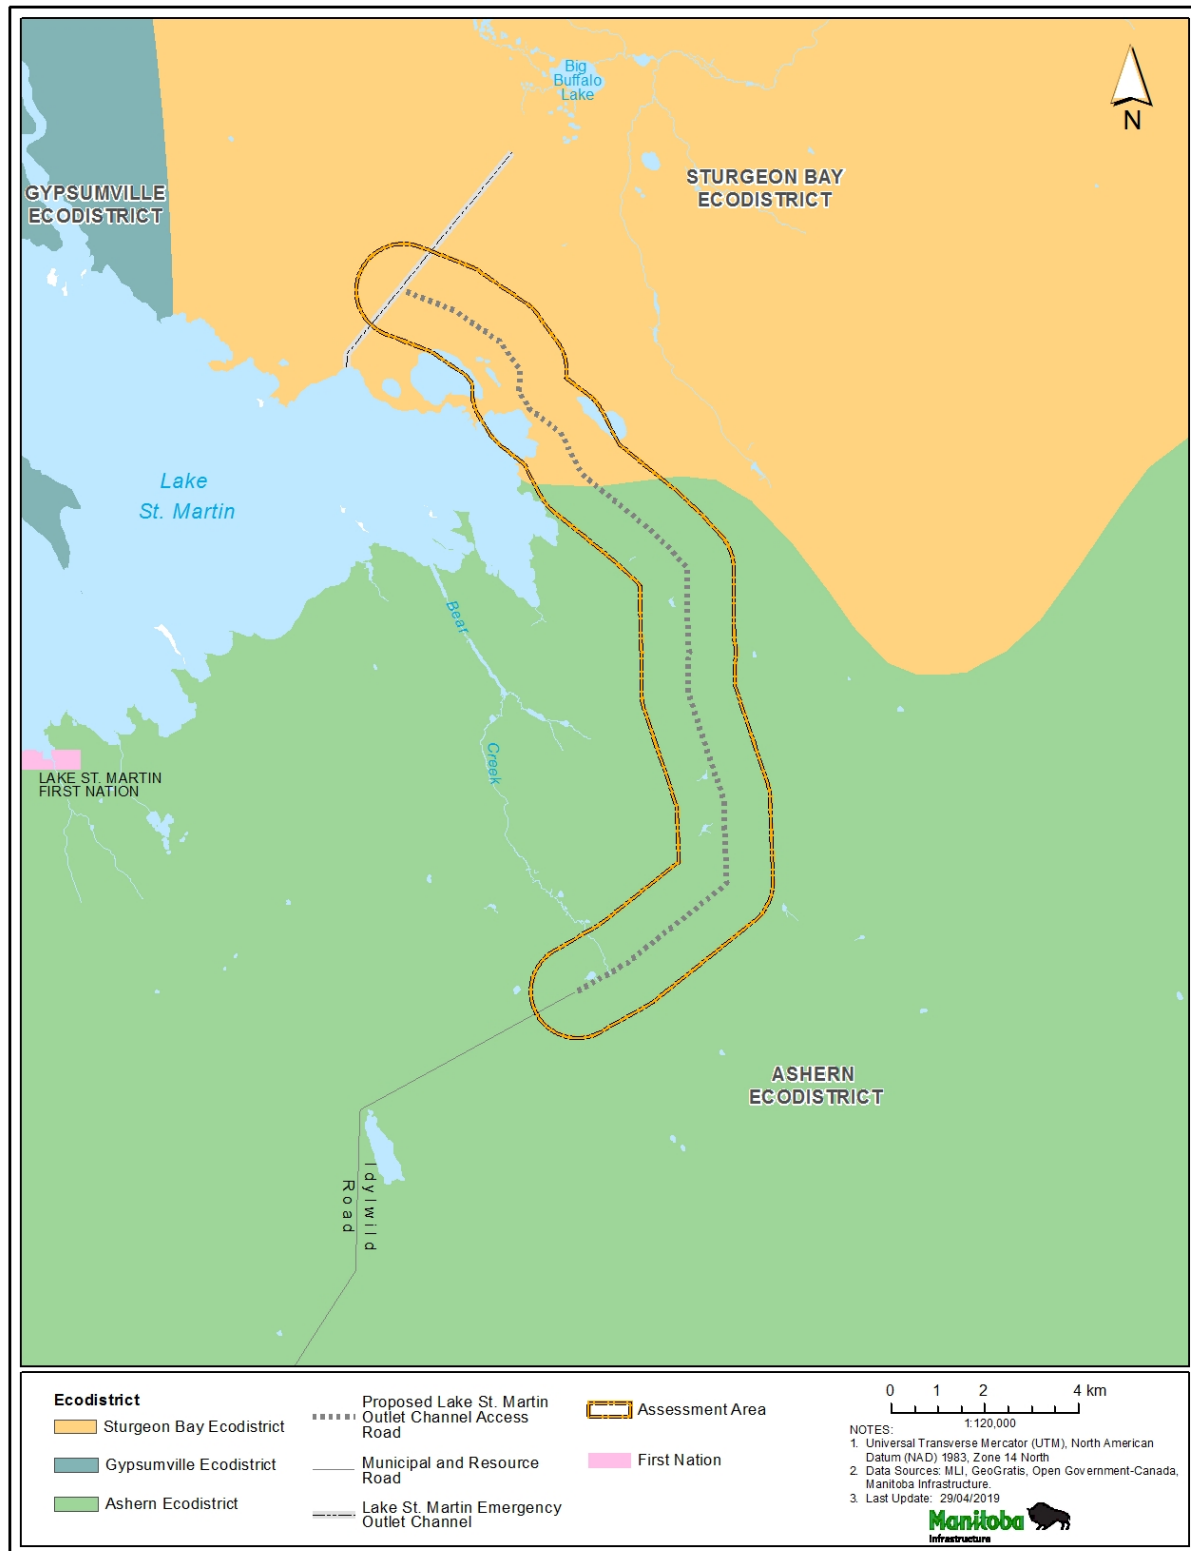 Big
Buffalo
Lake
N
GYPSUMVILLE
ECODISTRICT
STURGEON BAY
ECODISTRICT
Lake
St. Martin
Bear
Creek
LAKE ST. MARTIN
FIRST NATION
ASHERN
ECODISTRICT
Idylwild
Road
Ecodistrict
Sturgeon Bay Ecodistrict
Gypsumville Ecodistrict
Ashern Ecodistrict
Proposed Lake St. Martin
Outlet Channel Access
Road
Municipal and Resource
Road
Lake St. Martin Emergency
Outlet Channel
Assessment Area
First Nation
0 1 2 4 km
1:120,000
NOTES:
1. Universal Transverse Mercator (UTM), North American
Datum (NAD) 1983, Zone 14 North
2. Data Sources: MLI, GeoGratis, Open Government-Canada,
Manitoba Infrastructure.
3. Last Update: 29/04/2019
Manitoba
Infrastructure